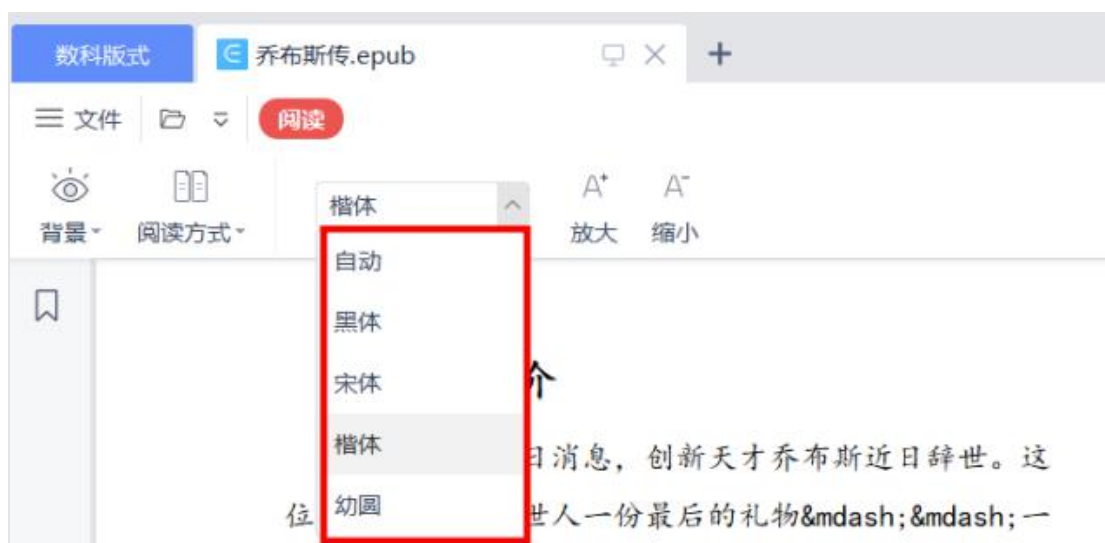 数科版式 乔布斯传.epub
文件 阅读
背景 阅读方式 楷体 A+ 放大 A- 缩小
自动
黑体
宋体
楷体
幼圆
介
日消息，创新天才乔布斯近日辞世。这
位 世人一份最后的礼物&mdash;&mdash;一